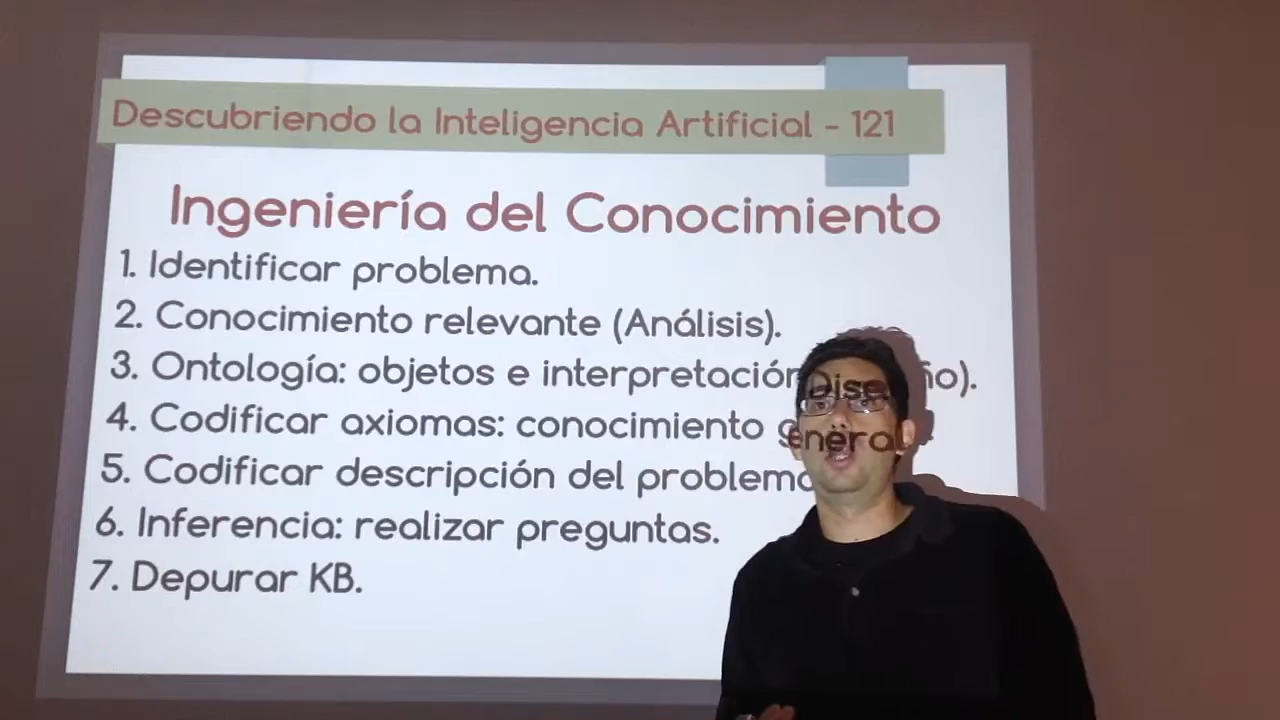 Descubriendo la Inteligencia Artificial - 121
Ingeniería del Conocimiento
1. Identificar problema.
2. Conocimiento relevante (Análisis).
3. Ontología: objetos e interpretación (Diseño).
4. Codificar axiomas: conocimiento general.
5. Codificar descripción del problema
6. Inferencia: realizar preguntas.
7. Depurar KB.